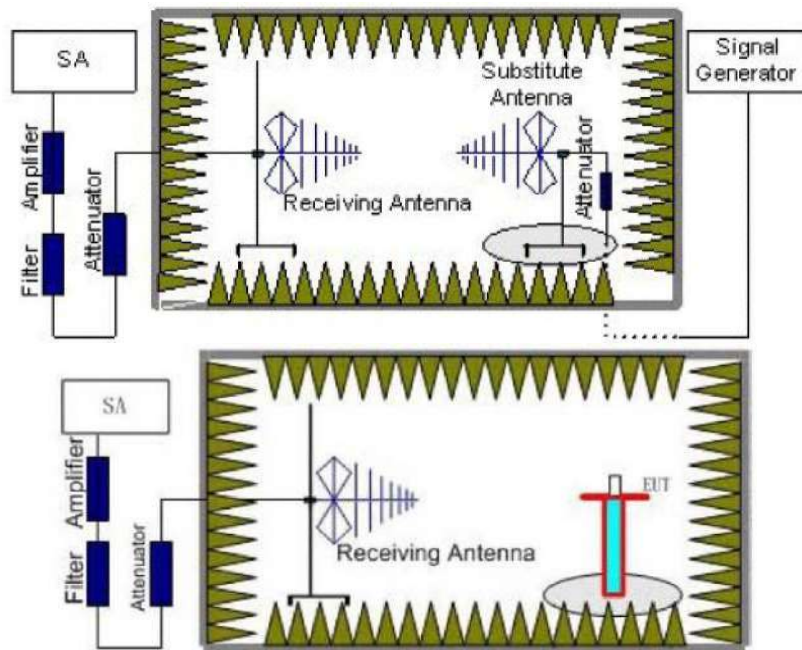 SA
Amplifier
Filter
Attenuator
Receiving Antenna
Substitute
Antenna
Attenuator
Signal
Generator
SA
Amplifier
Filter
Attenuator
Receiving Antenna
EUT